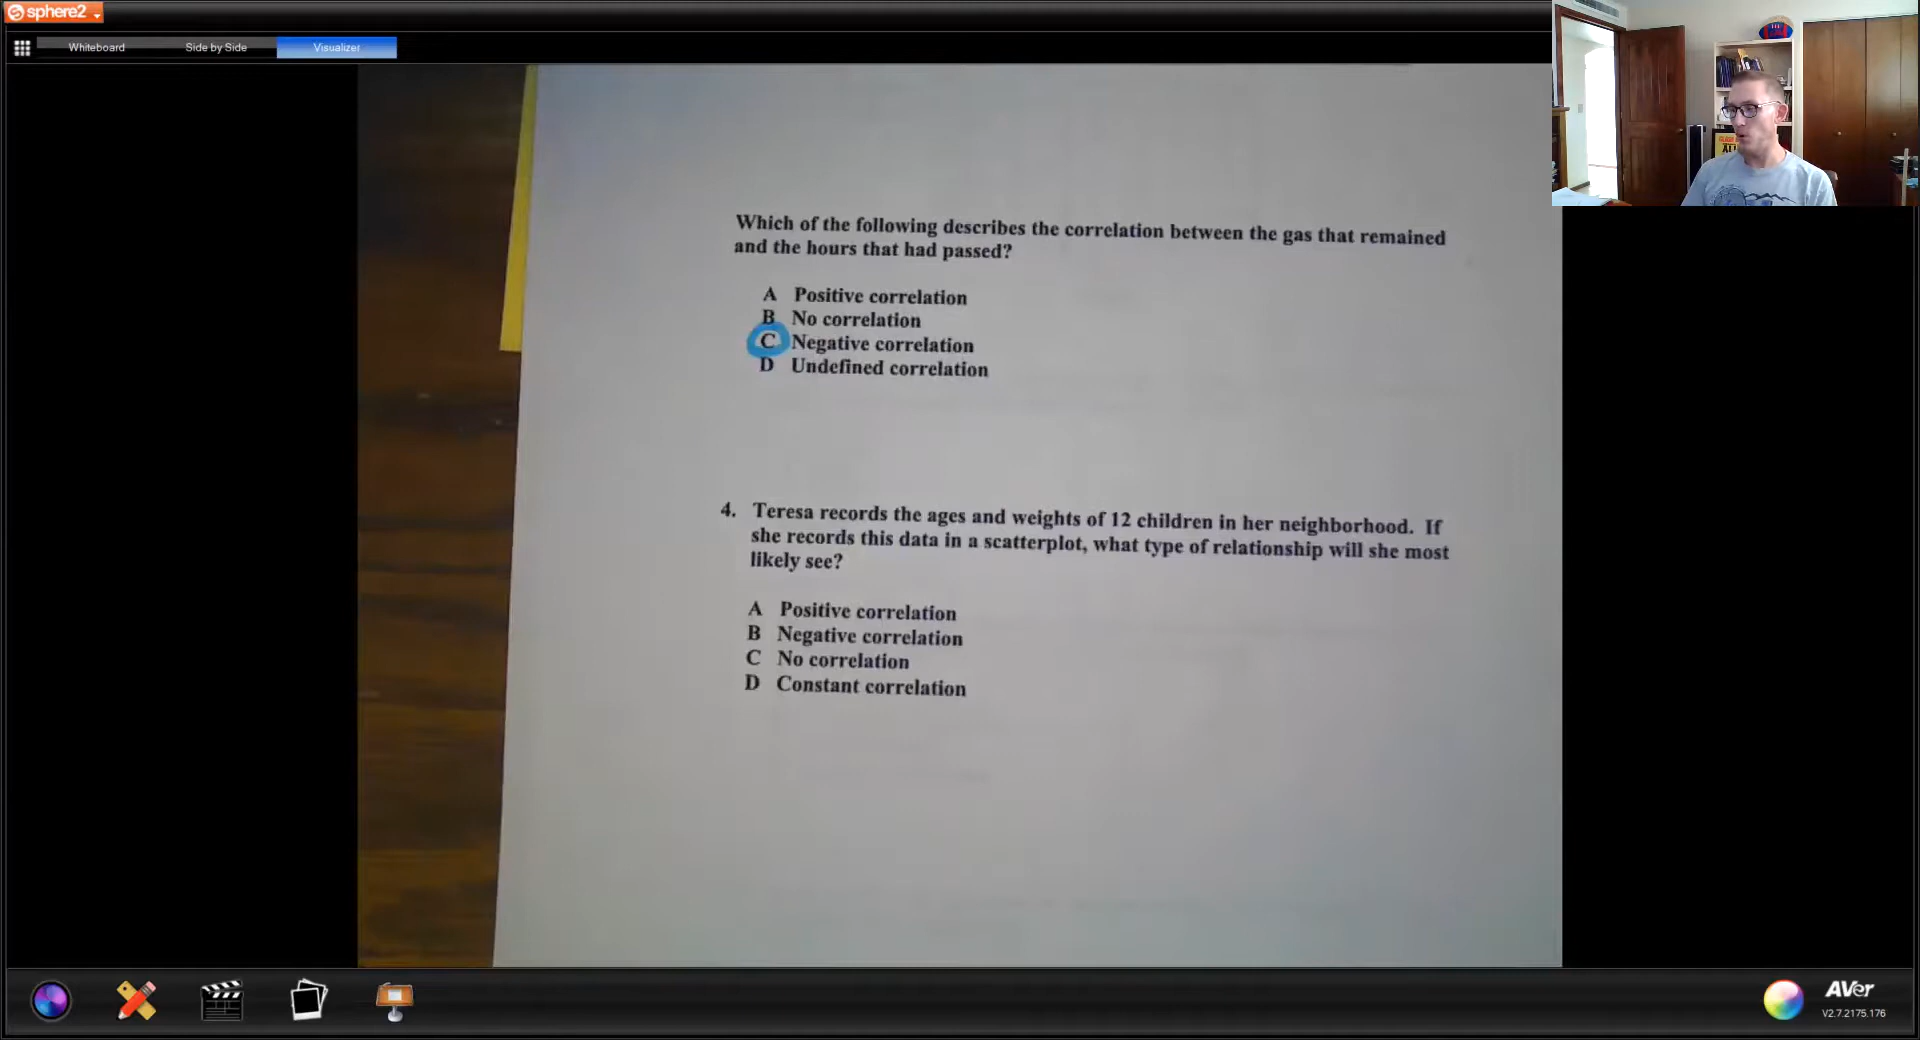 sphere2
Whiteboard
Side by Side
Visualizer
Which of the following describes the correlation between the gas that remained
and the hours that had passed?
A Positive correlation
B No correlation
C Negative correlation
D Undefined correlation
4. Teresa records the ages and weights of 12 children in her neighborhood. If
she records this data in a scatterplot, what type of relationship will she most
likely see?
A Positive correlation
B Negative correlation
C No correlation
D Constant correlation
AVer
V2.7.2175.176